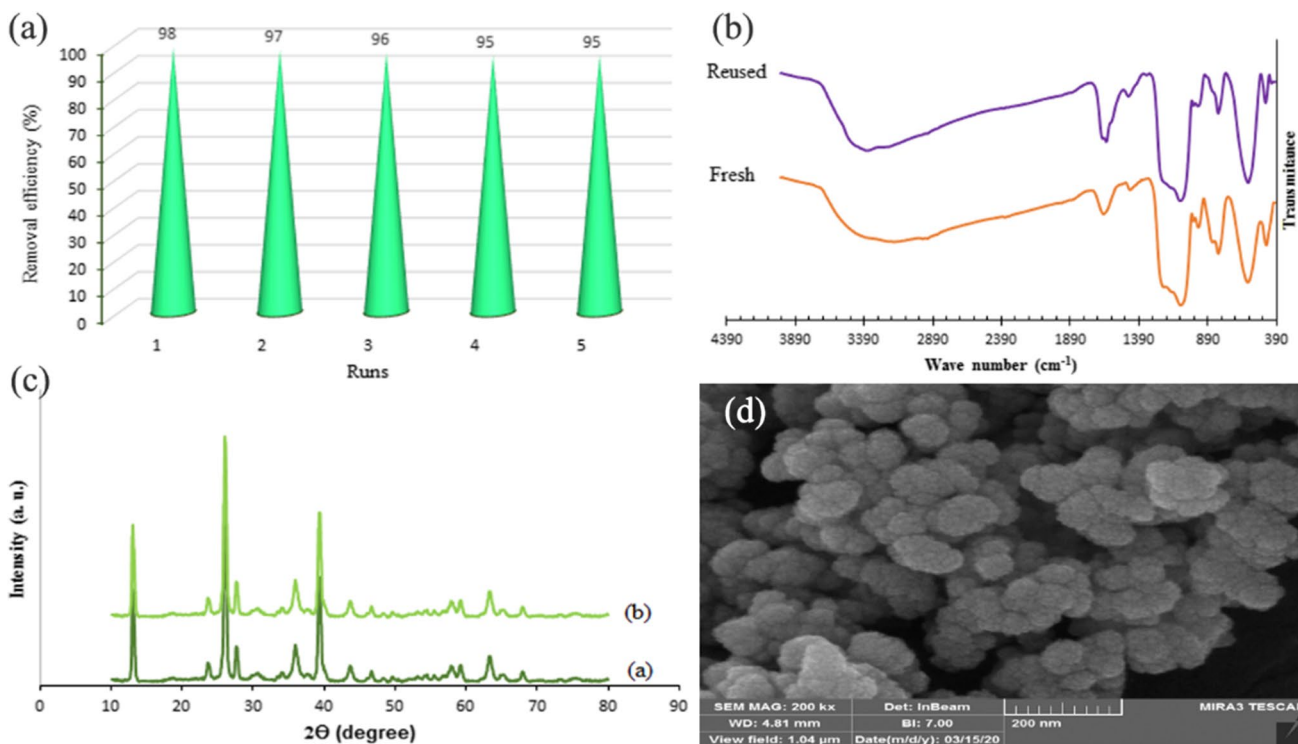 (a)
98 97 96 95 95
100
90
80
70
60
50
40
30
20
10
0
Removal efficiency (%)
1 2 3 4 5
Runs
(b)
Reused
Fresh
Transmitance
4390 3890 3390 2890 2390 1890 1390 890 390
Wave number (cm-1)
(c)
Intensity (a. u.)
(b)
(a)
0 10 20 30 40 50 60 70 80 90
2Θ (degree)
(d)
SEM MAG: 200 kx Det: InBeam MIRA3 TESCAN
WD: 4.81 mm BI: 7.00 200 nm
View field: 1.04 µm Date(m/d/y): 03/15/20